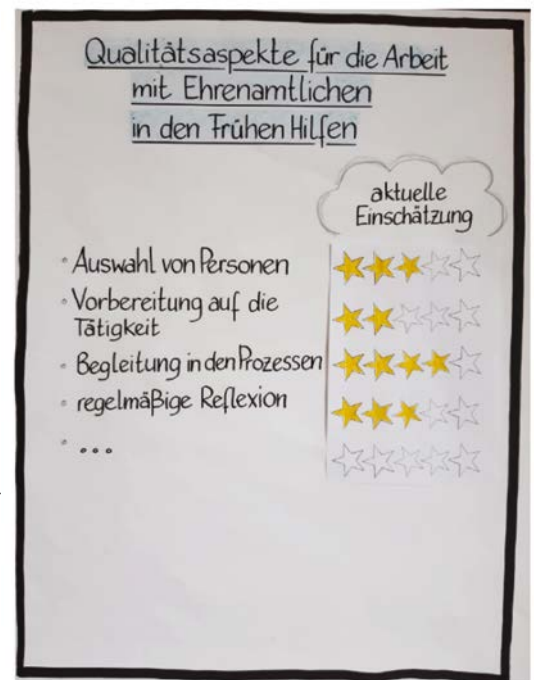 Qualitätsaspekte für die Arbeit
mit Ehrenamtlichen
in den Frühen Hilfen
aktuelle
Einschätzung
◦ Auswahl von Personen
◦ Vorbereitung auf die
Tätigkeit
◦ Begleitung in den Prozessen
◦ regelmäßige Reflexion
◦ ...